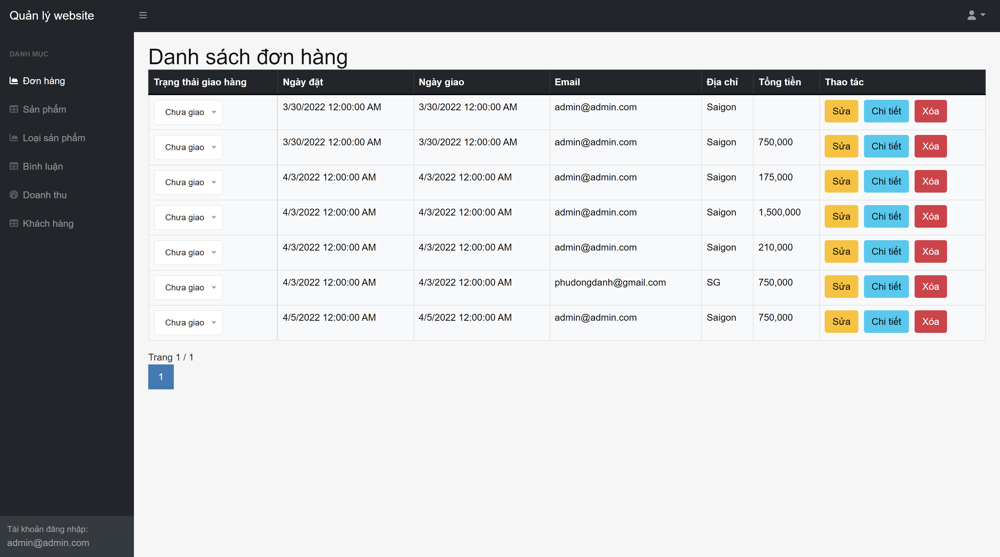 Quản lý website
DANH MỤC
Đơn hàng
Sản phẩm
Loại sản phẩm
Bình luận
Doanh thu
Khách hàng
Tài khoản đăng nhập:
admin@admin.com
Danh sách đơn hàng
Trạng thái giao hàng Ngày đặt Ngày giao Email Địa chỉ Tổng tiền Thao tác
Chưa giao 3/30/2022 12:00:00 AM 3/30/2022 12:00:00 AM admin@admin.com Saigon Sửa Chi tiết Xóa
Chưa giao 3/30/2022 12:00:00 AM 3/30/2022 12:00:00 AM admin@admin.com Saigon 750,000 Sửa Chi tiết Xóa
Chưa giao 4/3/2022 12:00:00 AM 4/3/2022 12:00:00 AM admin@admin.com Saigon 175,000 Sửa Chi tiết Xóa
Chưa giao 4/3/2022 12:00:00 AM 4/3/2022 12:00:00 AM admin@admin.com Saigon 1,500,000 Sửa Chi tiết Xóa
Chưa giao 4/3/2022 12:00:00 AM 4/3/2022 12:00:00 AM admin@admin.com Saigon 210,000 Sửa Chi tiết Xóa
Chưa giao 4/3/2022 12:00:00 AM 4/3/2022 12:00:00 AM phudongdanh@gmail.com SG 750,000 Sửa Chi tiết Xóa
Chưa giao 4/5/2022 12:00:00 AM 4/5/2022 12:00:00 AM admin@admin.com Saigon 750,000 Sửa Chi tiết Xóa
Trang 1 / 1
1